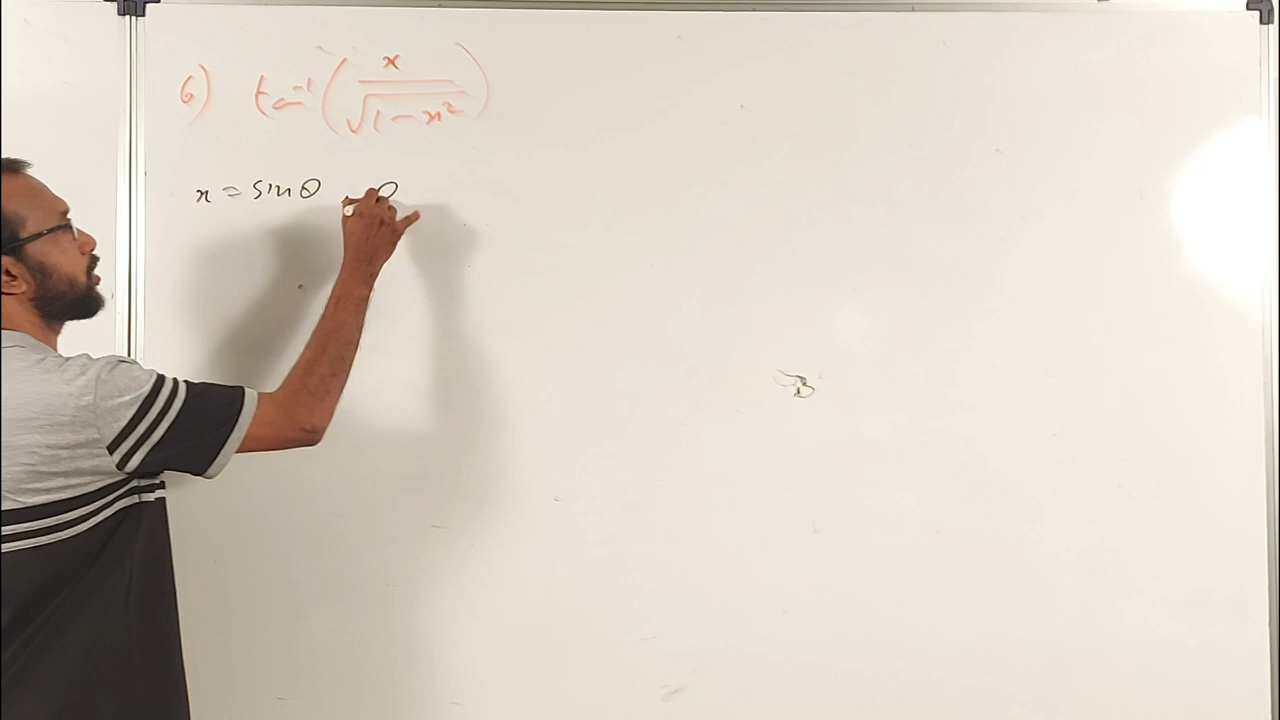 6) tan⁻¹ (x / √(1 − x²))
x = sin θ θ